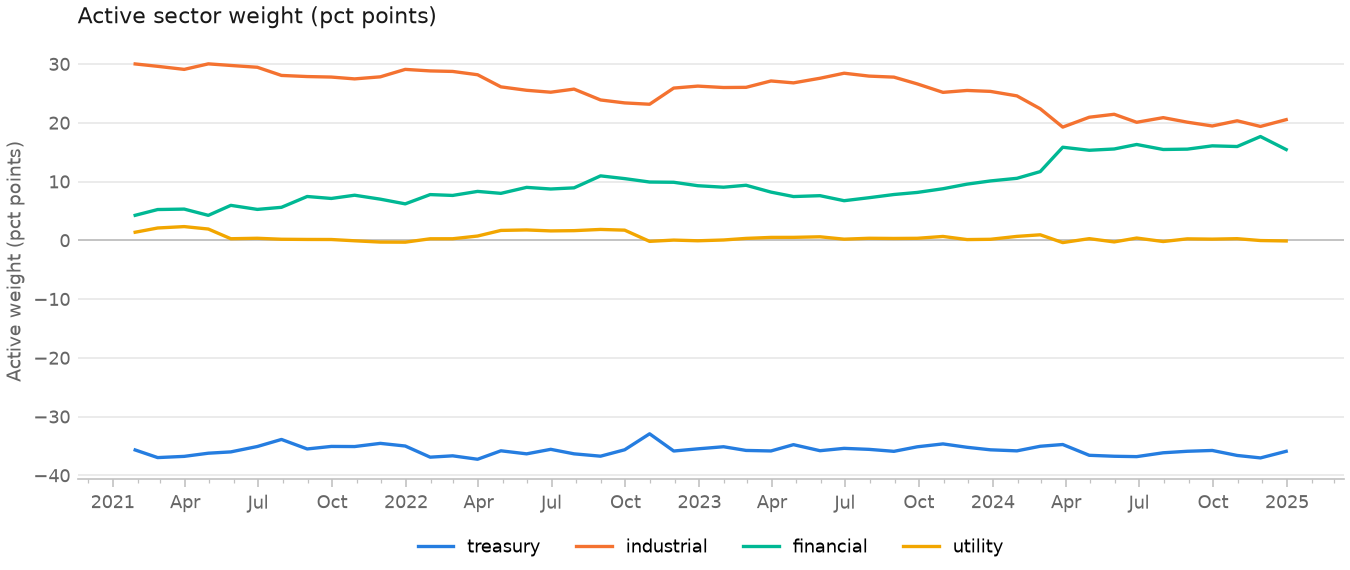 Active sector weight (pct points)
Active weight (pct points)
30
20
10
0
−10
−20
−30
−40
2021 Apr Jul Oct 2022 Apr Jul Oct 2023 Apr Jul Oct 2024 Apr Jul Oct 2025
treasury industrial financial utility